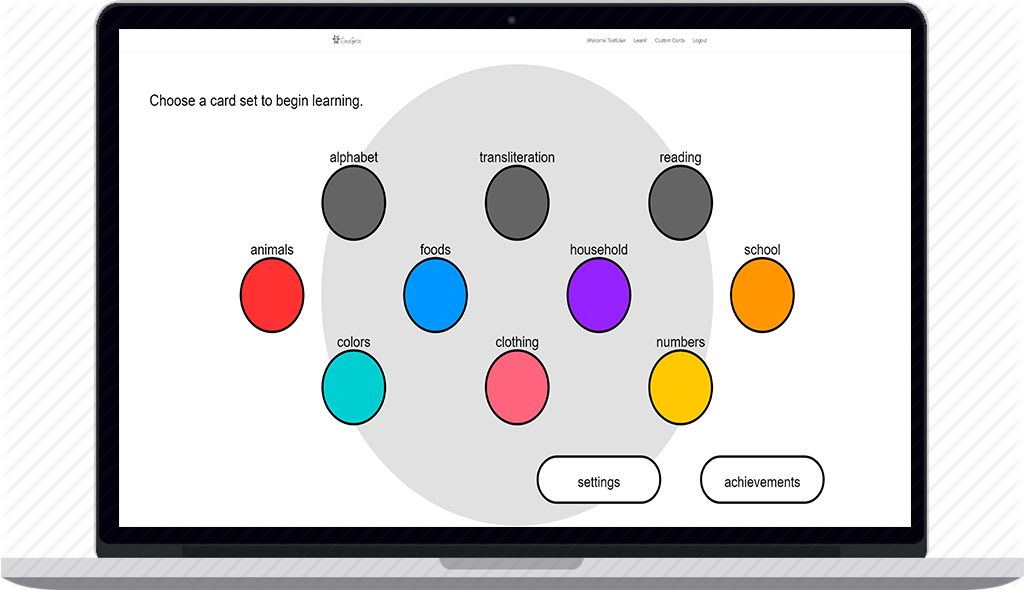 Welcome TestUser Learn! Custom Cards Logout
Choose a card set to begin learning.
alphabet transliteration reading
animals foods household school
colors clothing numbers
settings achievements